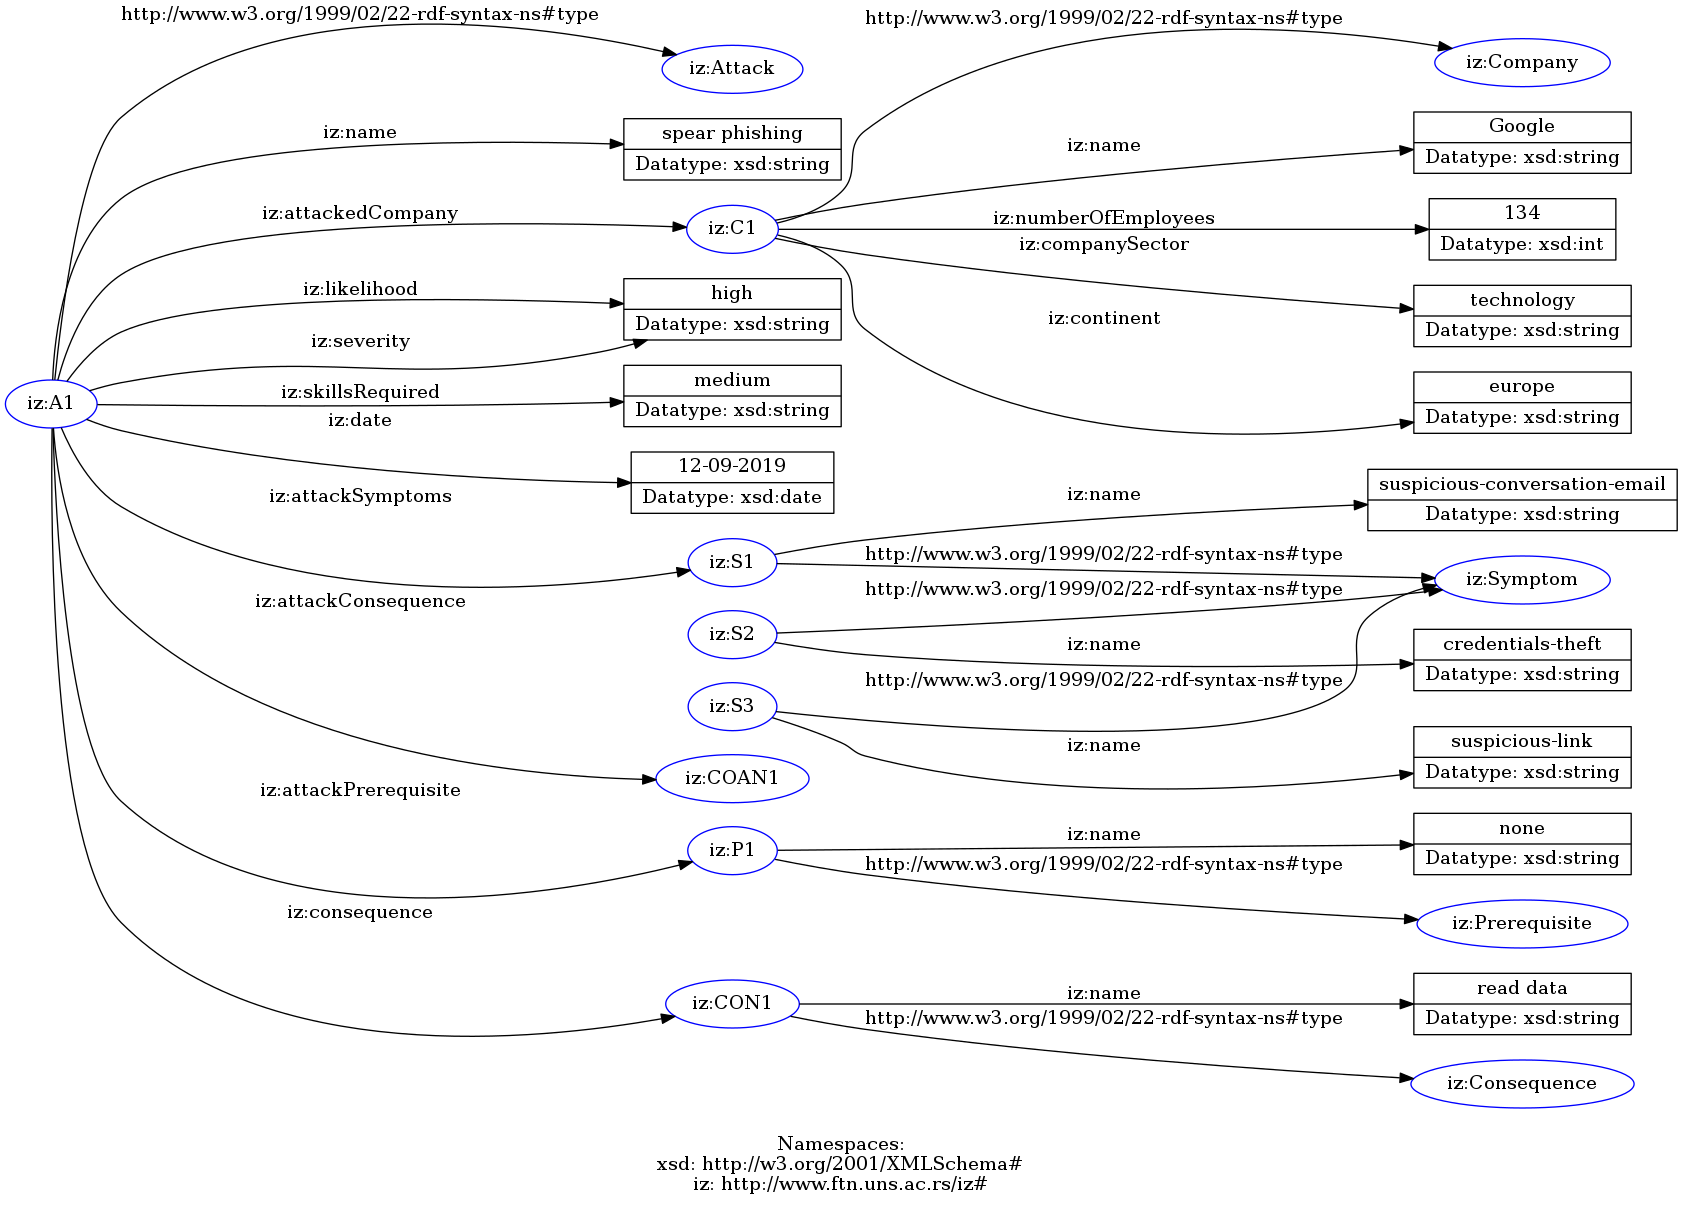 http://www.w3.org/1999/02/22-rdf-syntax-ns#type
iz:Attack
iz:name
spear phishing
Datatype: xsd:string
iz:attackedCompany
iz:C1
iz:likelihood
high
Datatype: xsd:string
iz:severity
iz:A1
iz:skillsRequired
medium
Datatype: xsd:string
iz:date
12-09-2019
Datatype: xsd:date
iz:attackSymptoms
iz:S1
iz:attackConsequence
iz:S2
iz:S3
iz:COAN1
iz:attackPrerequisite
iz:P1
iz:consequence
iz:CON1
http://www.w3.org/1999/02/22-rdf-syntax-ns#type
iz:Company
iz:name
Google
Datatype: xsd:string
iz:numberOfEmployees
134
Datatype: xsd:int
iz:companySector
technology
Datatype: xsd:string
iz:continent
europe
Datatype: xsd:string
iz:name
suspicious-conversation-email
Datatype: xsd:string
http://www.w3.org/1999/02/22-rdf-syntax-ns#type
iz:Symptom
http://www.w3.org/1999/02/22-rdf-syntax-ns#type
iz:name
credentials-theft
Datatype: xsd:string
http://www.w3.org/1999/02/22-rdf-syntax-ns#type
iz:name
suspicious-link
Datatype: xsd:string
iz:name
none
Datatype: xsd:string
http://www.w3.org/1999/02/22-rdf-syntax-ns#type
iz:Prerequisite
iz:name
read data
Datatype: xsd:string
http://www.w3.org/1999/02/22-rdf-syntax-ns#type
iz:Consequence
Namespaces:
xsd: http://w3.org/2001/XMLSchema#
iz: http://www.ftn.uns.ac.rs/iz#